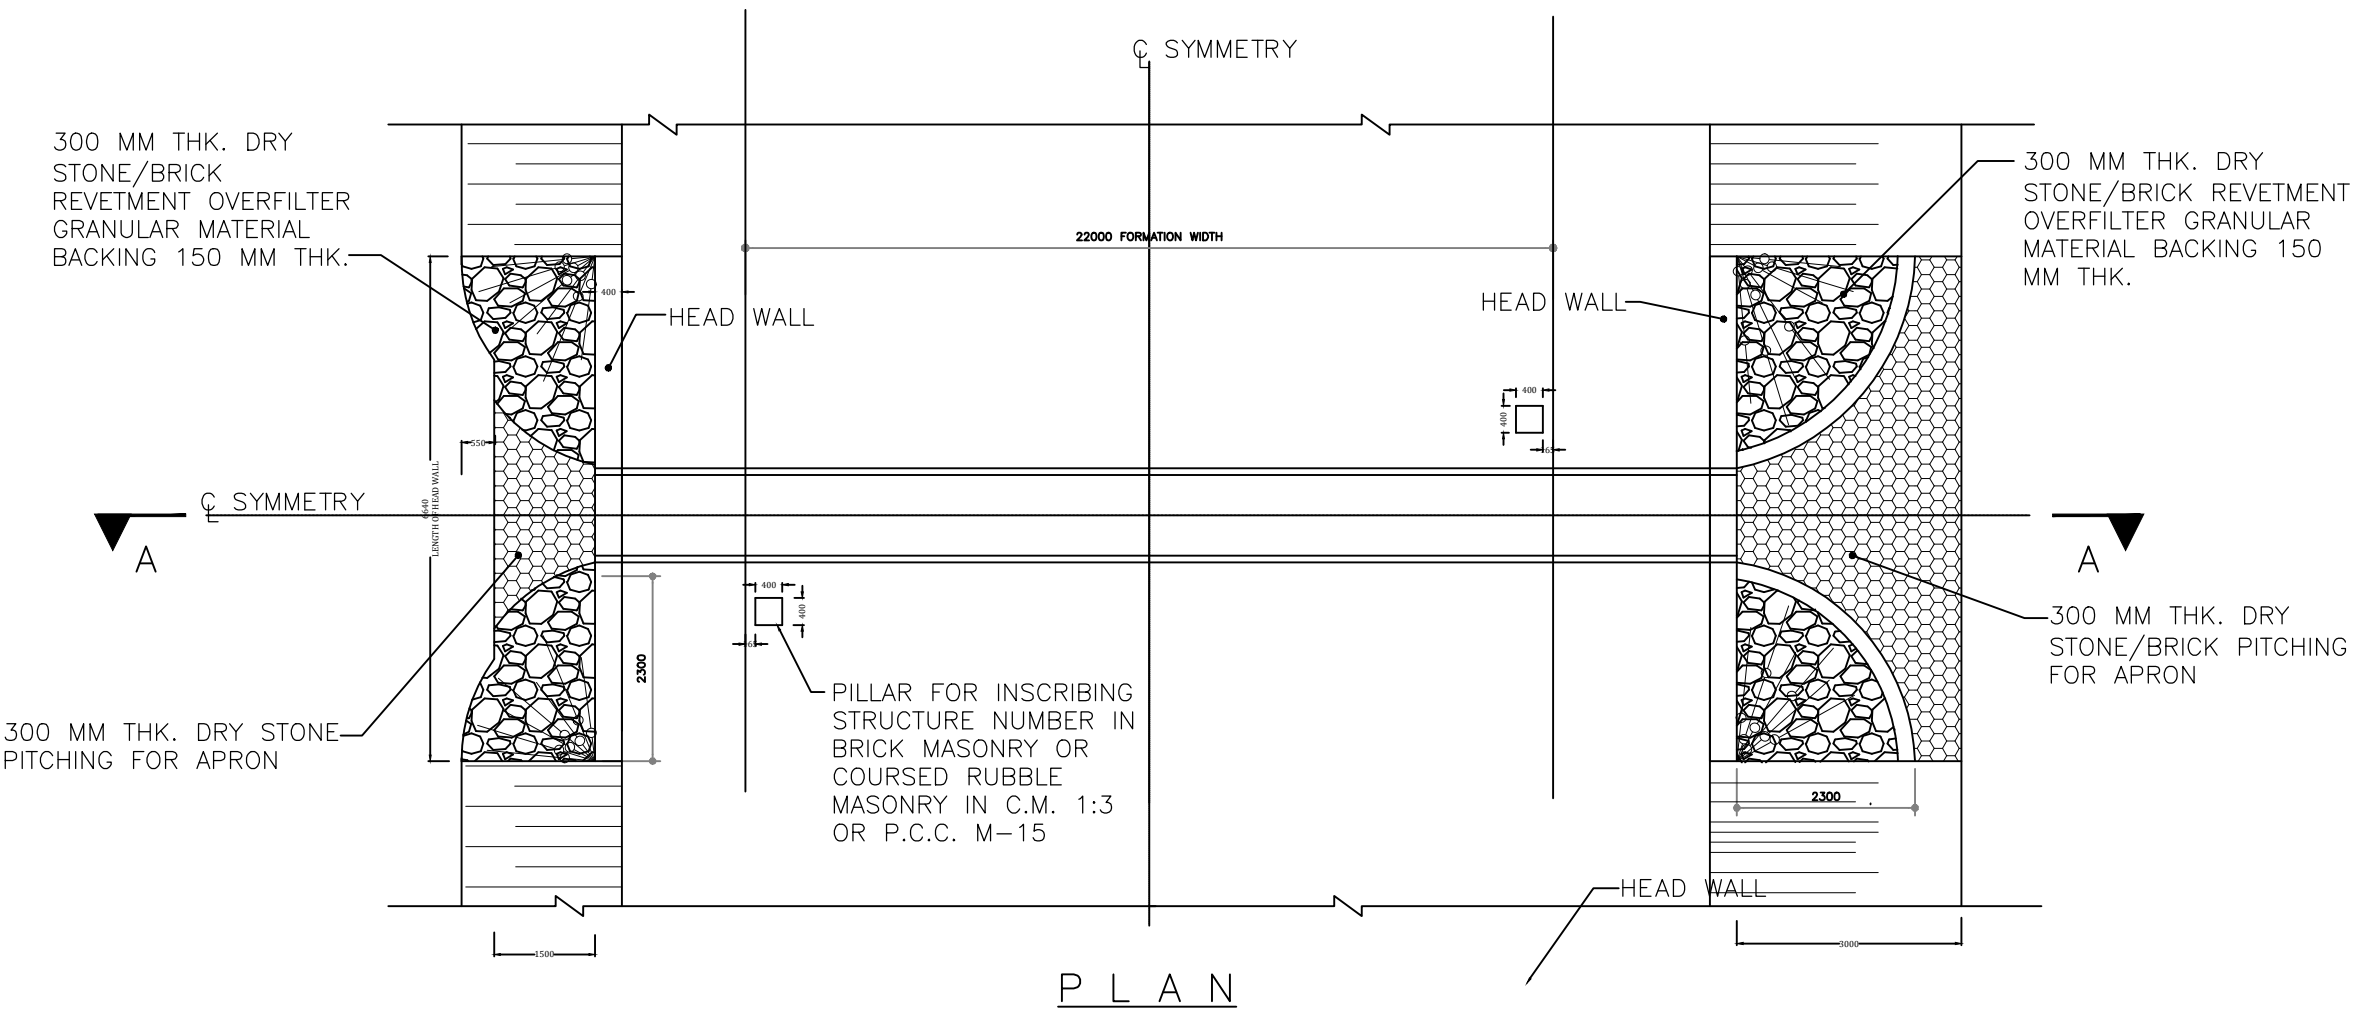 ℄ SYMMETRY
300 MM THK. DRY
STONE/BRICK
REVETMENT OVERFILTER
GRANULAR MATERIAL
BACKING 150 MM THK.
300 MM THK. DRY
STONE/BRICK REVETMENT
OVERFILTER GRANULAR
MATERIAL BACKING 150
MM THK.
22000 FORMATION WIDTH
400
HEAD WALL
HEAD WALL
400
400
550
165
6640
LENGTH OF HEAD WALL
℄ SYMMETRY
A
A
400
400
165
2300
300 MM THK. DRY
STONE/BRICK PITCHING
FOR APRON
PILLAR FOR INSCRIBING
STRUCTURE NUMBER IN
BRICK MASONRY OR
COURSED RUBBLE
MASONRY IN C.M. 1:3
OR P.C.C. M-15
300 MM THK. DRY STONE
PITCHING FOR APRON
2300
HEAD WALL
1500
3000
PLAN